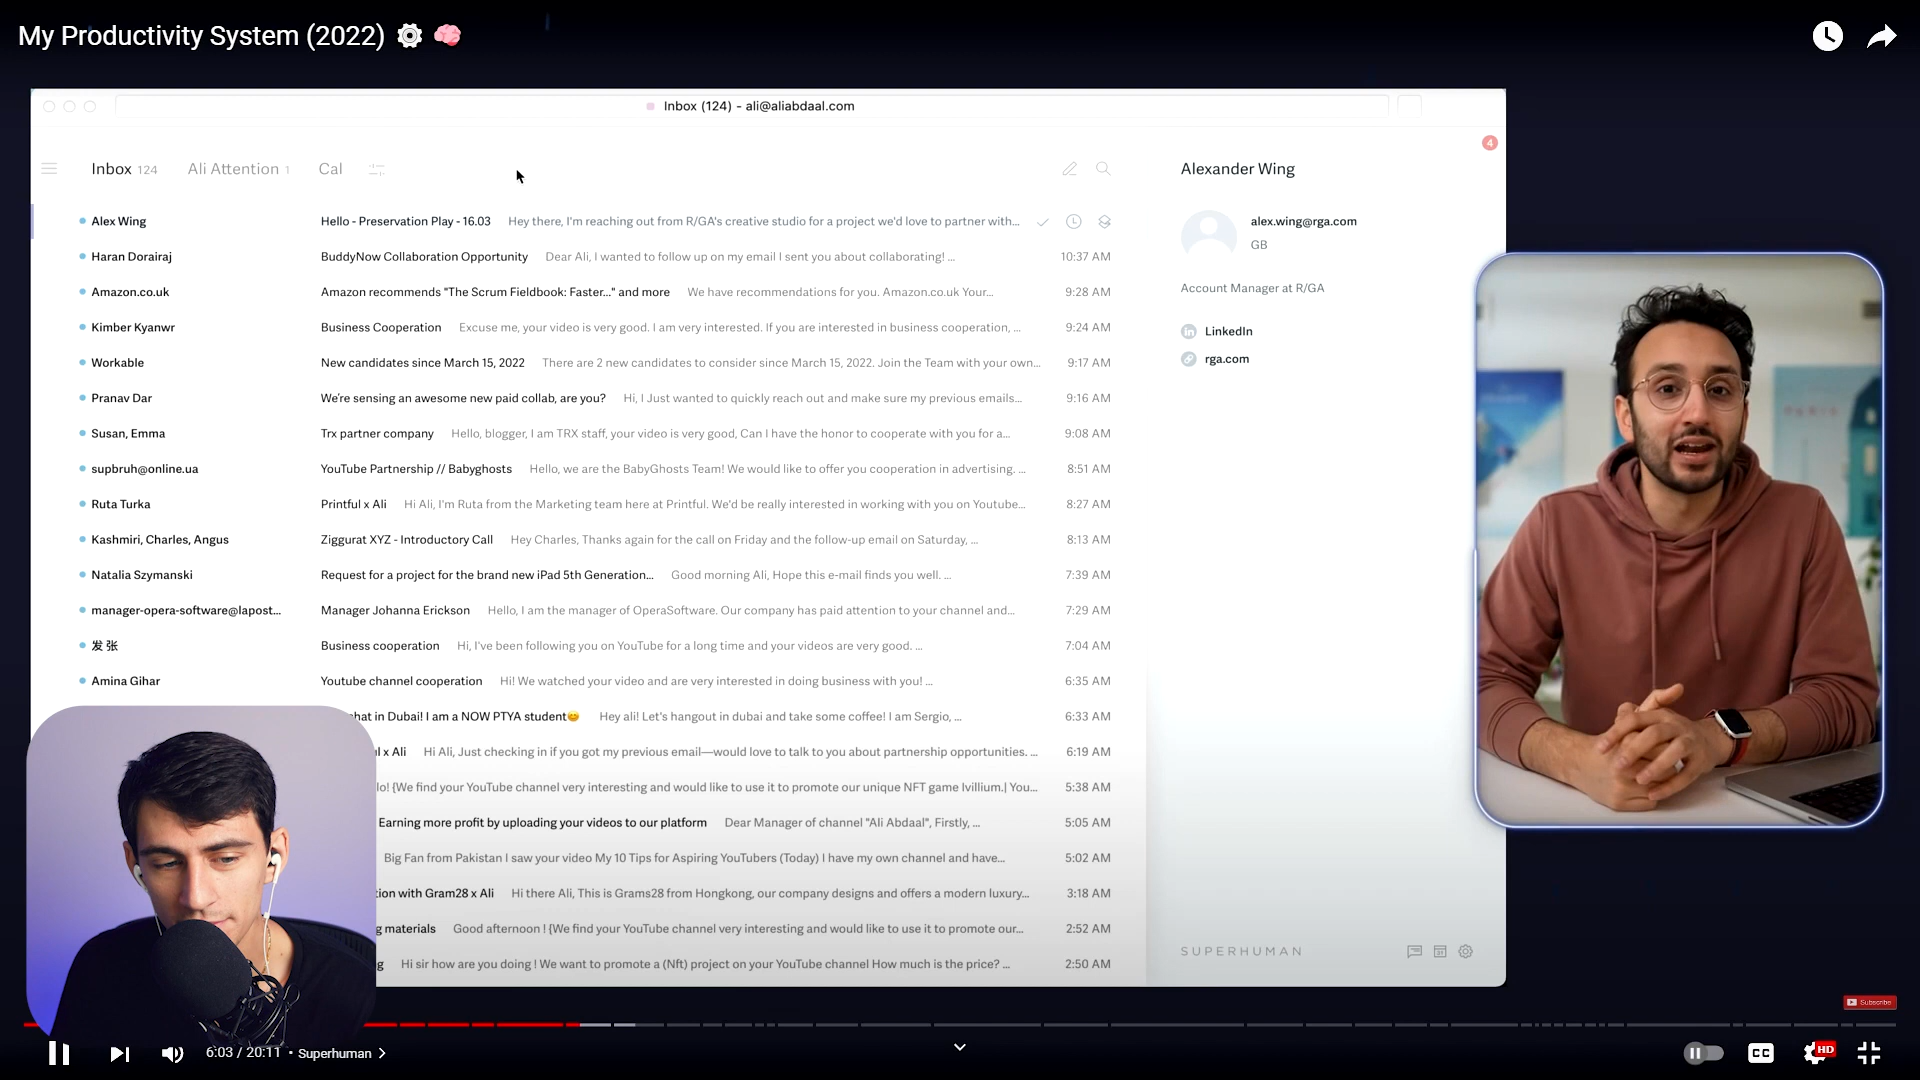 My Productivity System (2022) ⚙️ 🧠
Inbox (124) - ali@aliabdaal.com
4
Inbox 124 Ali Attention 1 Cal
Alexander Wing
alex.wing@rga.com
GB
Account Manager at R/GA
LinkedIn
rga.com
Alex Wing Hello - Preservation Play - 16.03 Hey there, I'm reaching out from R/GA's creative studio for a project we'd love to partner with...
Haran Dorairaj BuddyNow Collaboration Opportunity Dear Ali, I wanted to follow up on my email I sent you about collaborating! ... 10:37 AM
Amazon.co.uk Amazon recommends "The Scrum Fieldbook: Faster..." and more We have recommendations for you. Amazon.co.uk Your... 9:28 AM
Kimber Kyanwr Business Cooperation Excuse me, your video is very good. I am very interested. If you are interested in business cooperation, ... 9:24 AM
Workable New candidates since March 15, 2022 There are 2 new candidates to consider since March 15, 2022. Join the Team with your own... 9:17 AM
Pranav Dar We're sensing an awesome new paid collab, are you? Hi, I Just wanted to quickly reach out and make sure my previous emails... 9:16 AM
Susan, Emma Trx partner company Hello, blogger, I am TRX staff, your video is very good, Can I have the honor to cooperate with you for a... 9:08 AM
supbruh@online.ua YouTube Partnership // Babyghosts Hello, we are the BabyGhosts Team! We would like to offer you cooperation in advertising. ... 8:51 AM
Ruta Turka Printful x Ali Hi Ali, I'm Ruta from the Marketing team here at Printful. We'd be really interested in working with you on Youtube... 8:27 AM
Kashmiri, Charles, Angus Ziggurat XYZ - Introductory Call Hey Charles, Thanks again for the call on Friday and the follow-up email on Saturday, ... 8:13 AM
Natalia Szymanski Request for a project for the brand new iPad 5th Generation... Good morning Ali, Hope this e-mail finds you well. ... 7:39 AM
manager-opera-software@lapost... Manager Johanna Erickson Hello, I am the manager of OperaSoftware. Our company has paid attention to your channel and... 7:29 AM
发 张 Business cooperation Hi, I've been following you on YouTube for a long time and your videos are very good. ... 7:04 AM
Amina Gihar Youtube channel cooperation Hi! We watched your video and are very interested in doing business with you! ... 6:35 AM
hat in Dubai! I am a NOW PTYA student😊 Hey ali! Let's hangout in dubai and take some coffee! I am Sergio, ... 6:33 AM
l x Ali Hi Ali, Just checking in if you got my previous email—would love to talk to you about partnership opportunities. ... 6:19 AM
lo! {We find your YouTube channel very interesting and would like to use it to promote our unique NFT game Ivillium.| You... 5:38 AM
Earning more profit by uploading your videos to our platform Dear Manager of channel "Ali Abdaal", Firstly, ... 5:05 AM
Big Fan from Pakistan I saw your video My 10 Tips for Aspiring YouTubers (Today) I have my own channel and have... 5:02 AM
tion with Gram28 x Ali Hi there Ali, This is Grams28 from Hongkong, our company designs and offers a modern luxury... 3:18 AM
g materials Good afternoon ! {We find your YouTube channel very interesting and would like to use it to promote our... 2:52 AM
g Hi sir how are you doing ! We want to promote a (Nft) project on your YouTube channel How much is the price? ... 2:50 AM
SUPERHUMAN
Subscribe
6:03 / 20:11 • Superhuman
CC
HD